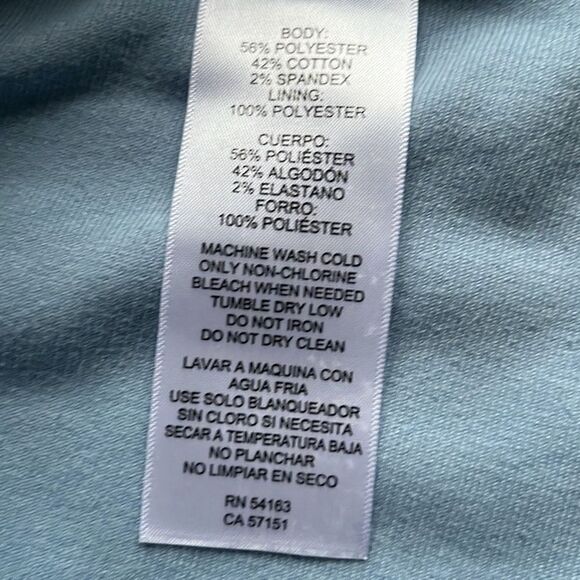 BODY:
56% POLYESTER
42% COTTON
2% SPANDEX
LINING:
100% POLYESTER
CUERPO:
56% POLIÉSTER
42% ALGODÓN
2% ELASTANO
FORRO:
100% POLIÉSTER
MACHINE WASH COLD
ONLY NON-CHLORINE
BLEACH WHEN NEEDED
TUMBLE DRY LOW
DO NOT IRON
DO NOT DRY CLEAN
LAVAR A MAQUINA CON
AGUA FRIA
USE SOLO BLANQUEADOR
SIN CLORO SI NECESITA
SECAR A TEMPERATURA BAJA
NO PLANCHAR
NO LIMPIAR EN SECO
RN 54163
CA 57151